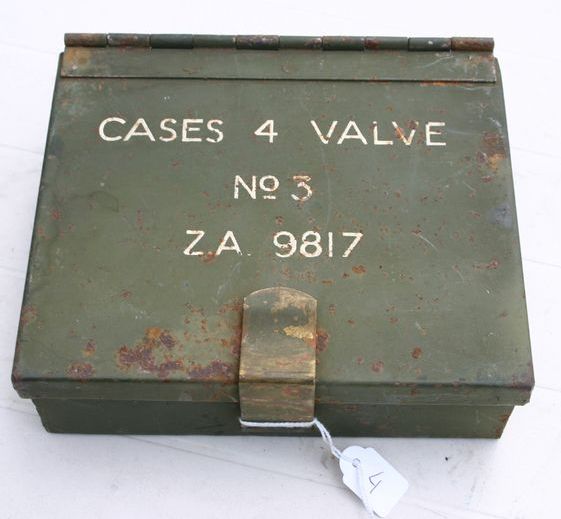 CASES 4 VALVE
Nº 3
Z.A. 9817
4